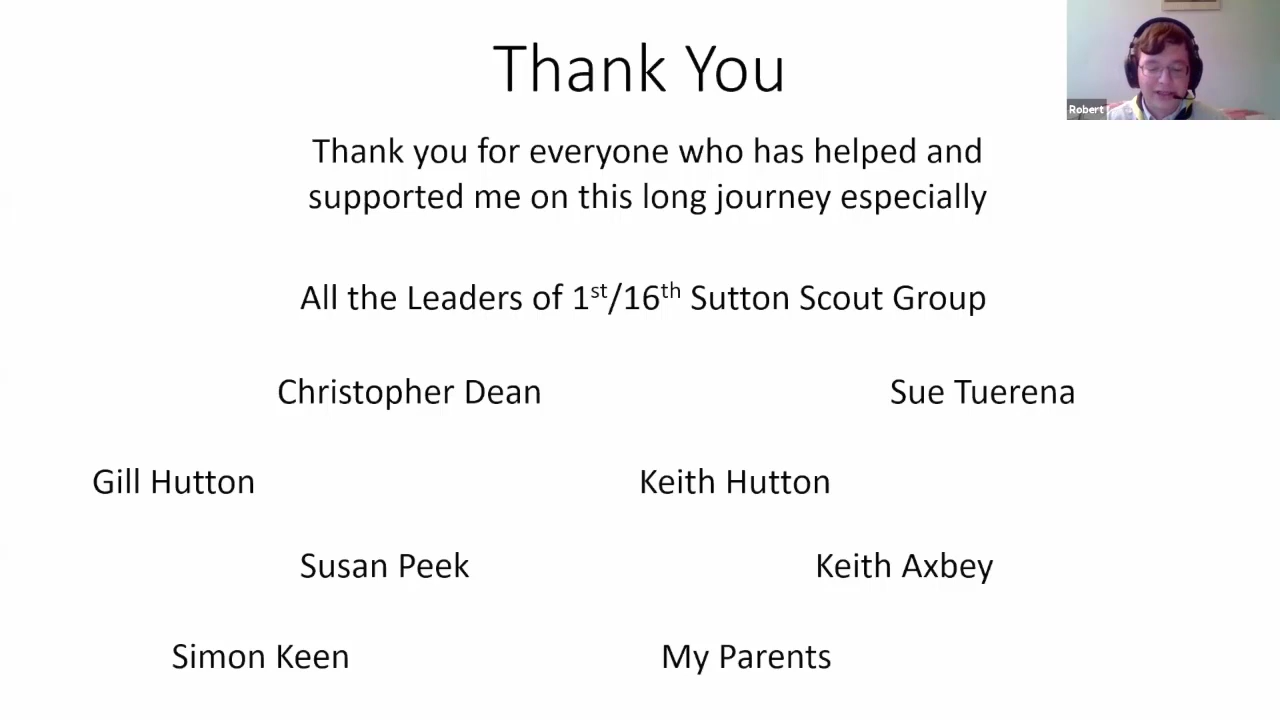 Thank You
Robert
Thank you for everyone who has helped and
supported me on this long journey especially
All the Leaders of 1st/16th Sutton Scout Group
Christopher Dean
Sue Tuerena
Gill Hutton
Keith Hutton
Susan Peek
Keith Axbey
Simon Keen
My Parents